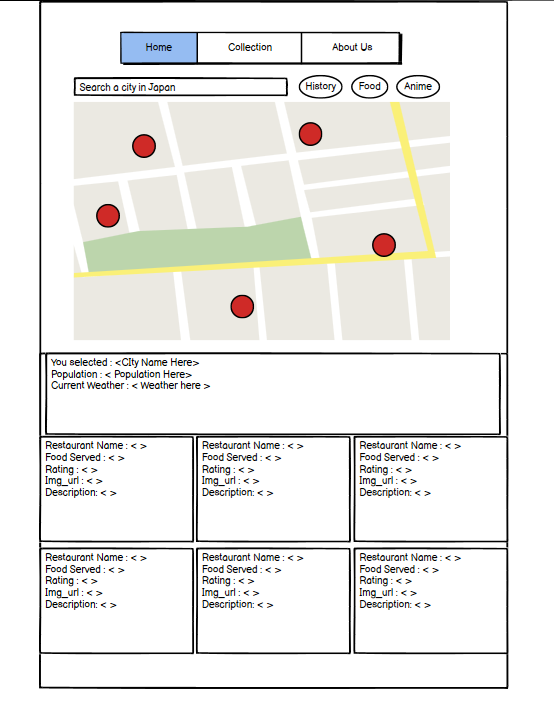 Home Collection About Us
Search a city in Japan History Food Anime
You selected : <CIty Name Here>
Population : < Population Here>
Current Weather : < Weather here >
Restaurant Name : < >
Food Served : < >
Rating : < >
Img_url : < >
Description: < >
Restaurant Name : < >
Food Served : < >
Rating : < >
Img_url : < >
Description: < >
Restaurant Name : < >
Food Served : < >
Rating : < >
Img_url : < >
Description: < >
Restaurant Name : < >
Food Served : < >
Rating : < >
Img_url : < >
Description: < >
Restaurant Name : < >
Food Served : < >
Rating : < >
Img_url : < >
Description: < >
Restaurant Name : < >
Food Served : < >
Rating : < >
Img_url : < >
Description: < >